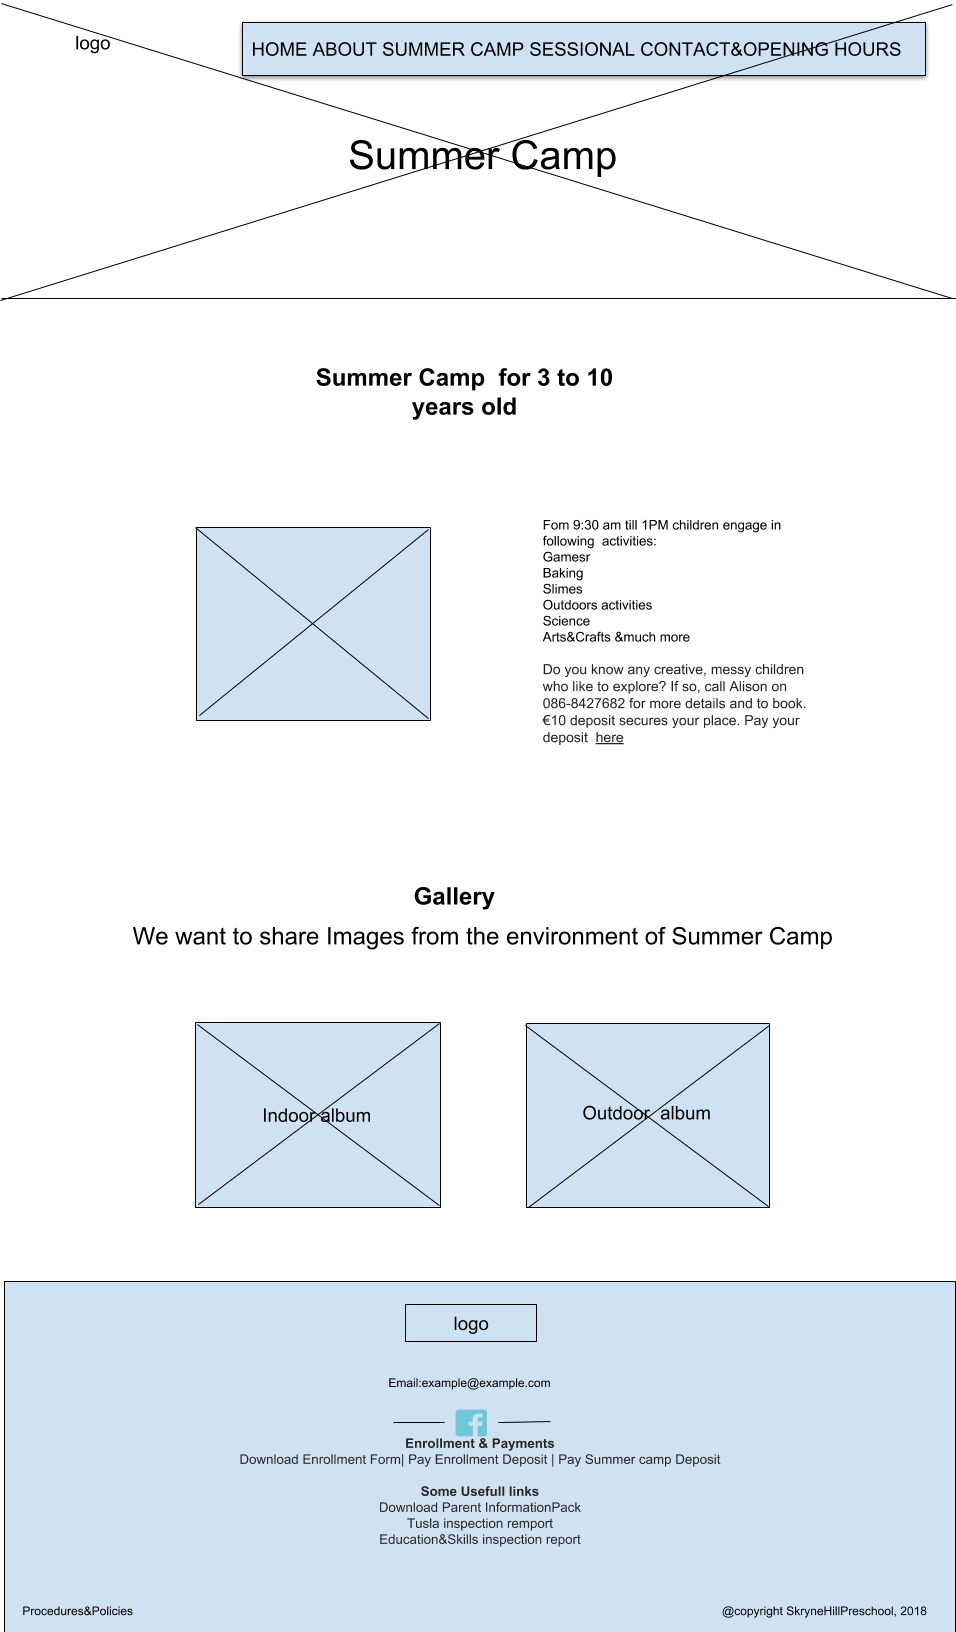 logo
HOME ABOUT SUMMER CAMP SESSIONAL CONTACT&OPENING HOURS
Summer Camp
Summer Camp for 3 to 10
years old
Fom 9:30 am till 1PM children engage in
following activities:
Gamesr
Baking
Slimes
Outdoors activities
Science
Arts&Crafts &much more
Do you know any creative, messy children
who like to explore? If so, call Alison on
086-8427682 for more details and to book.
€10 deposit secures your place. Pay your
deposit here
Gallery
We want to share Images from the environment of Summer Camp
Indoor album
Outdoor album
logo
Email:example@example.com
Enrollment & Payments
Download Enrollment Form| Pay Enrollment Deposit | Pay Summer camp Deposit
Some Usefull links
Download Parent InformationPack
Tusla inspection remport
Education&Skills inspection report
Procedures&Policies
@copyright SkryneHillPreschool, 2018